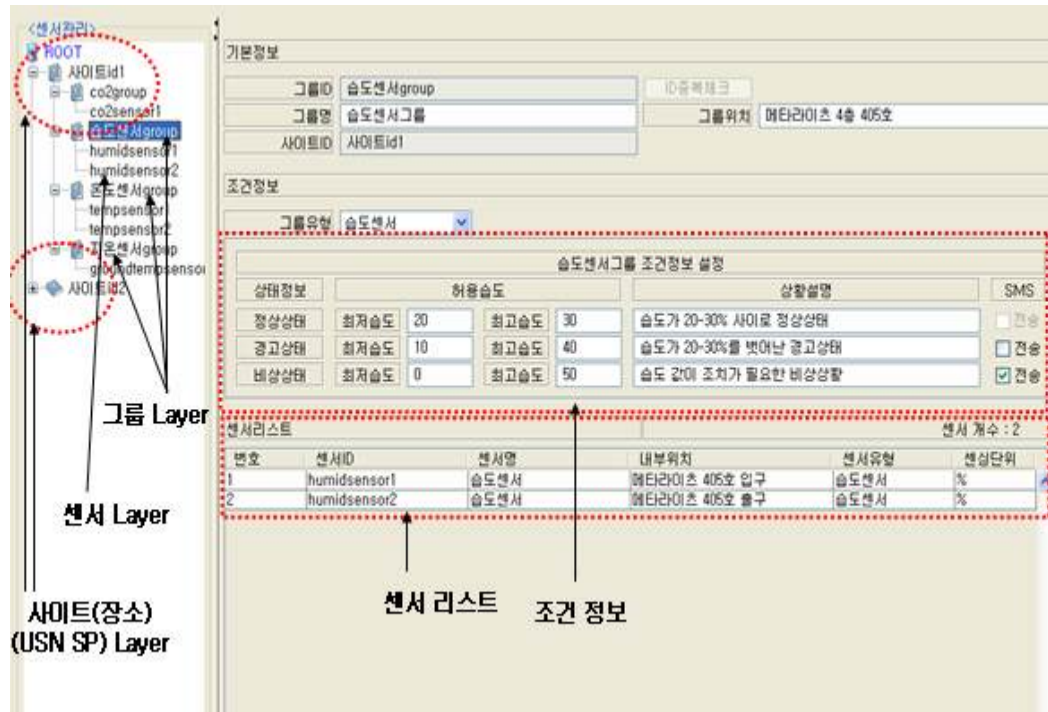 <센서관리>
ROOT
사이트id1
co2group
co2sensor1
습도센서group
humidsensor1
humidsensor2
온도센서group
tempsensor
tempsensor2
지온센서group
groundtempsensor
사이트id2
그룹 Layer
센서 Layer
사이트(장소)
(USN SP) Layer
기본정보
그룹ID 습도센서group ID중복체크
그룹명 습도센서그룹 그룹위치 메타라이츠 4층 405호
사이트ID 사이트id1
조건정보
그룹유형 습도센서
습도센서그룹 조건정보 설정
상태정보 허용습도 상황설명 SMS
정상상태 최저습도 20 최고습도 30 습도가 20~30% 사이로 정상상태 전송
경고상태 최저습도 10 최고습도 40 습도가 20~30%를 벗어난 경고상태 전송
비상상태 최저습도 0 최고습도 50 습도 값이 조치가 필요한 비상상황 전송
센서리스트 센서 개수 : 2
번호 센서ID 센서명 내부위치 센서유형 센싱단위
1 humidsensor1 습도센서 메타라이츠 405호 입구 습도센서 %
2 humidsensor2 습도센서 메타라이츠 405호 출구 습도센서 %
센서 리스트
조건 정보